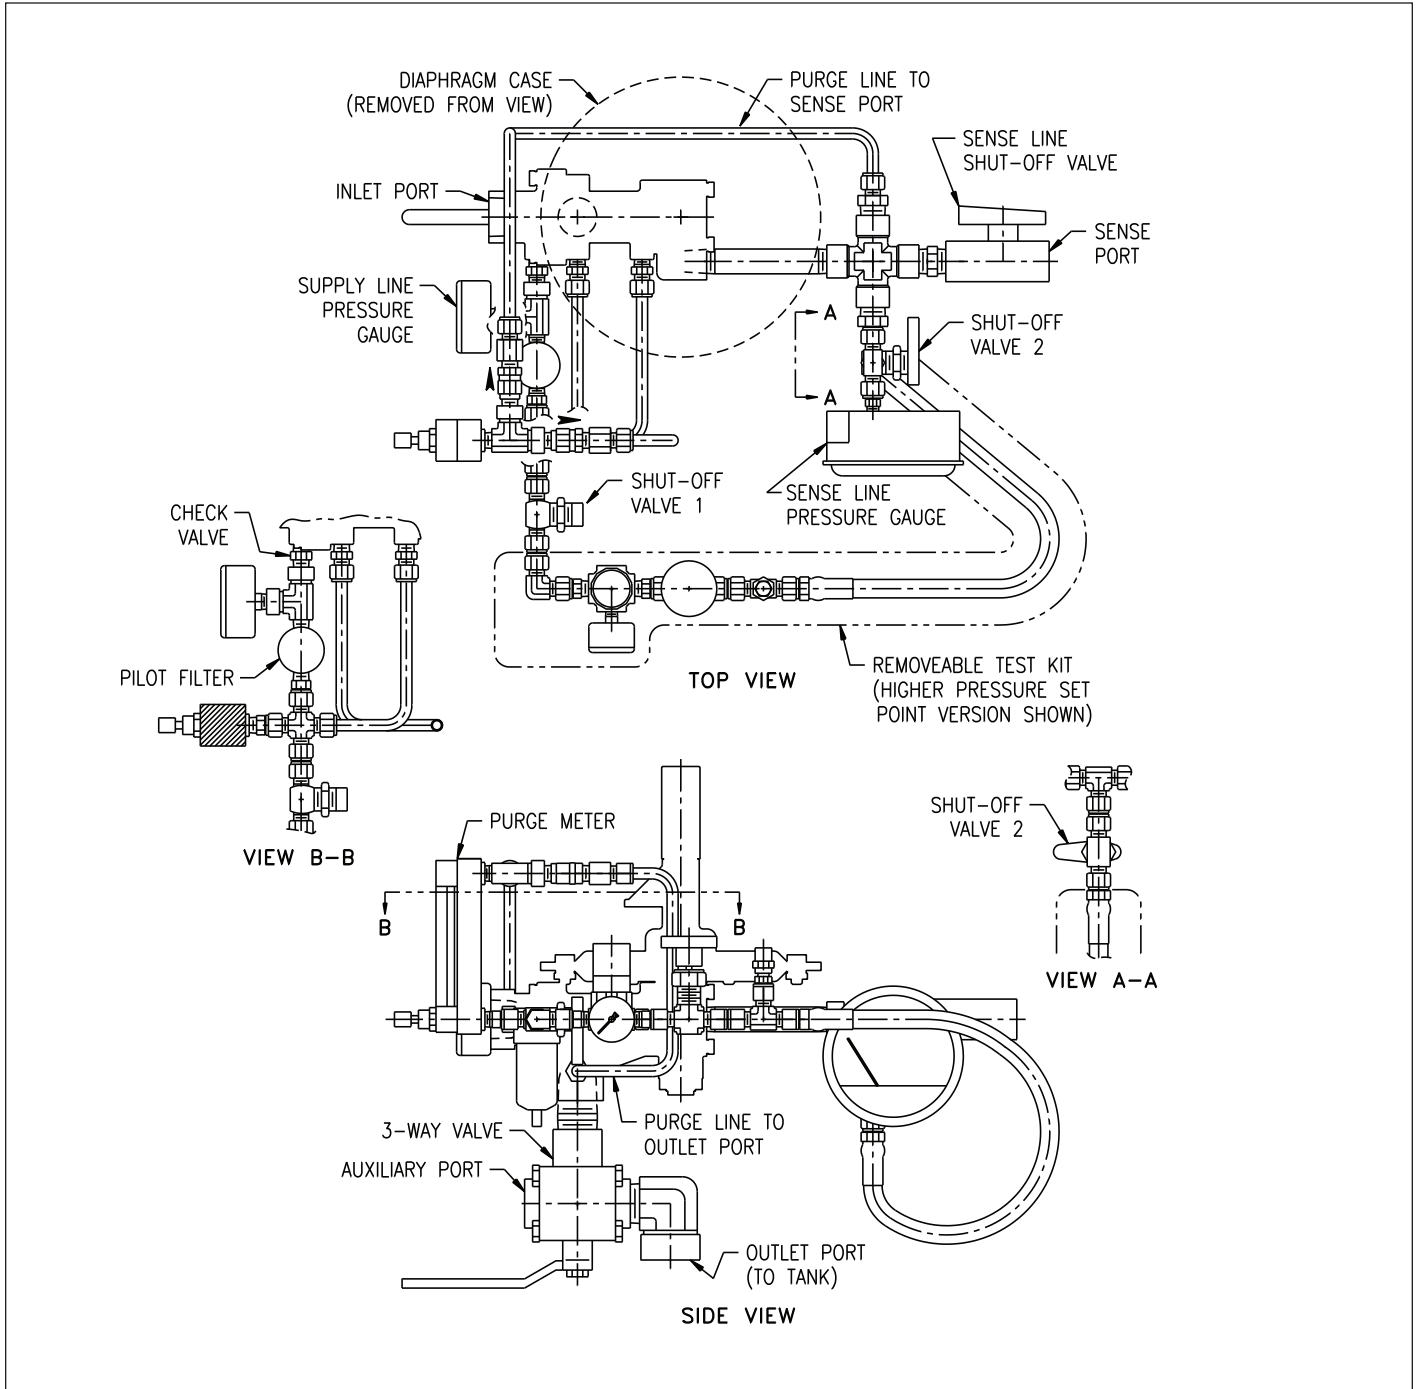 DIAPHRAGM CASE
(REMOVED FROM VIEW)
PURGE LINE TO
SENSE PORT
SENSE LINE
SHUT-OFF VALVE
INLET PORT
SENSE
PORT
SUPPLY LINE
PRESSURE
GAUGE
A
SHUT-OFF
VALVE 2
A
SHUT-OFF
VALVE 1
SENSE LINE
PRESSURE GAUGE
CHECK
VALVE
PILOT FILTER
TOP VIEW
REMOVEABLE TEST KIT
(HIGHER PRESSURE SET
POINT VERSION SHOWN)
VIEW B-B
PURGE METER
SHUT-OFF
VALVE 2
B
B
VIEW A-A
3-WAY VALVE
PURGE LINE TO
OUTLET PORT
AUXILIARY PORT
OUTLET PORT
(TO TANK)
SIDE VIEW